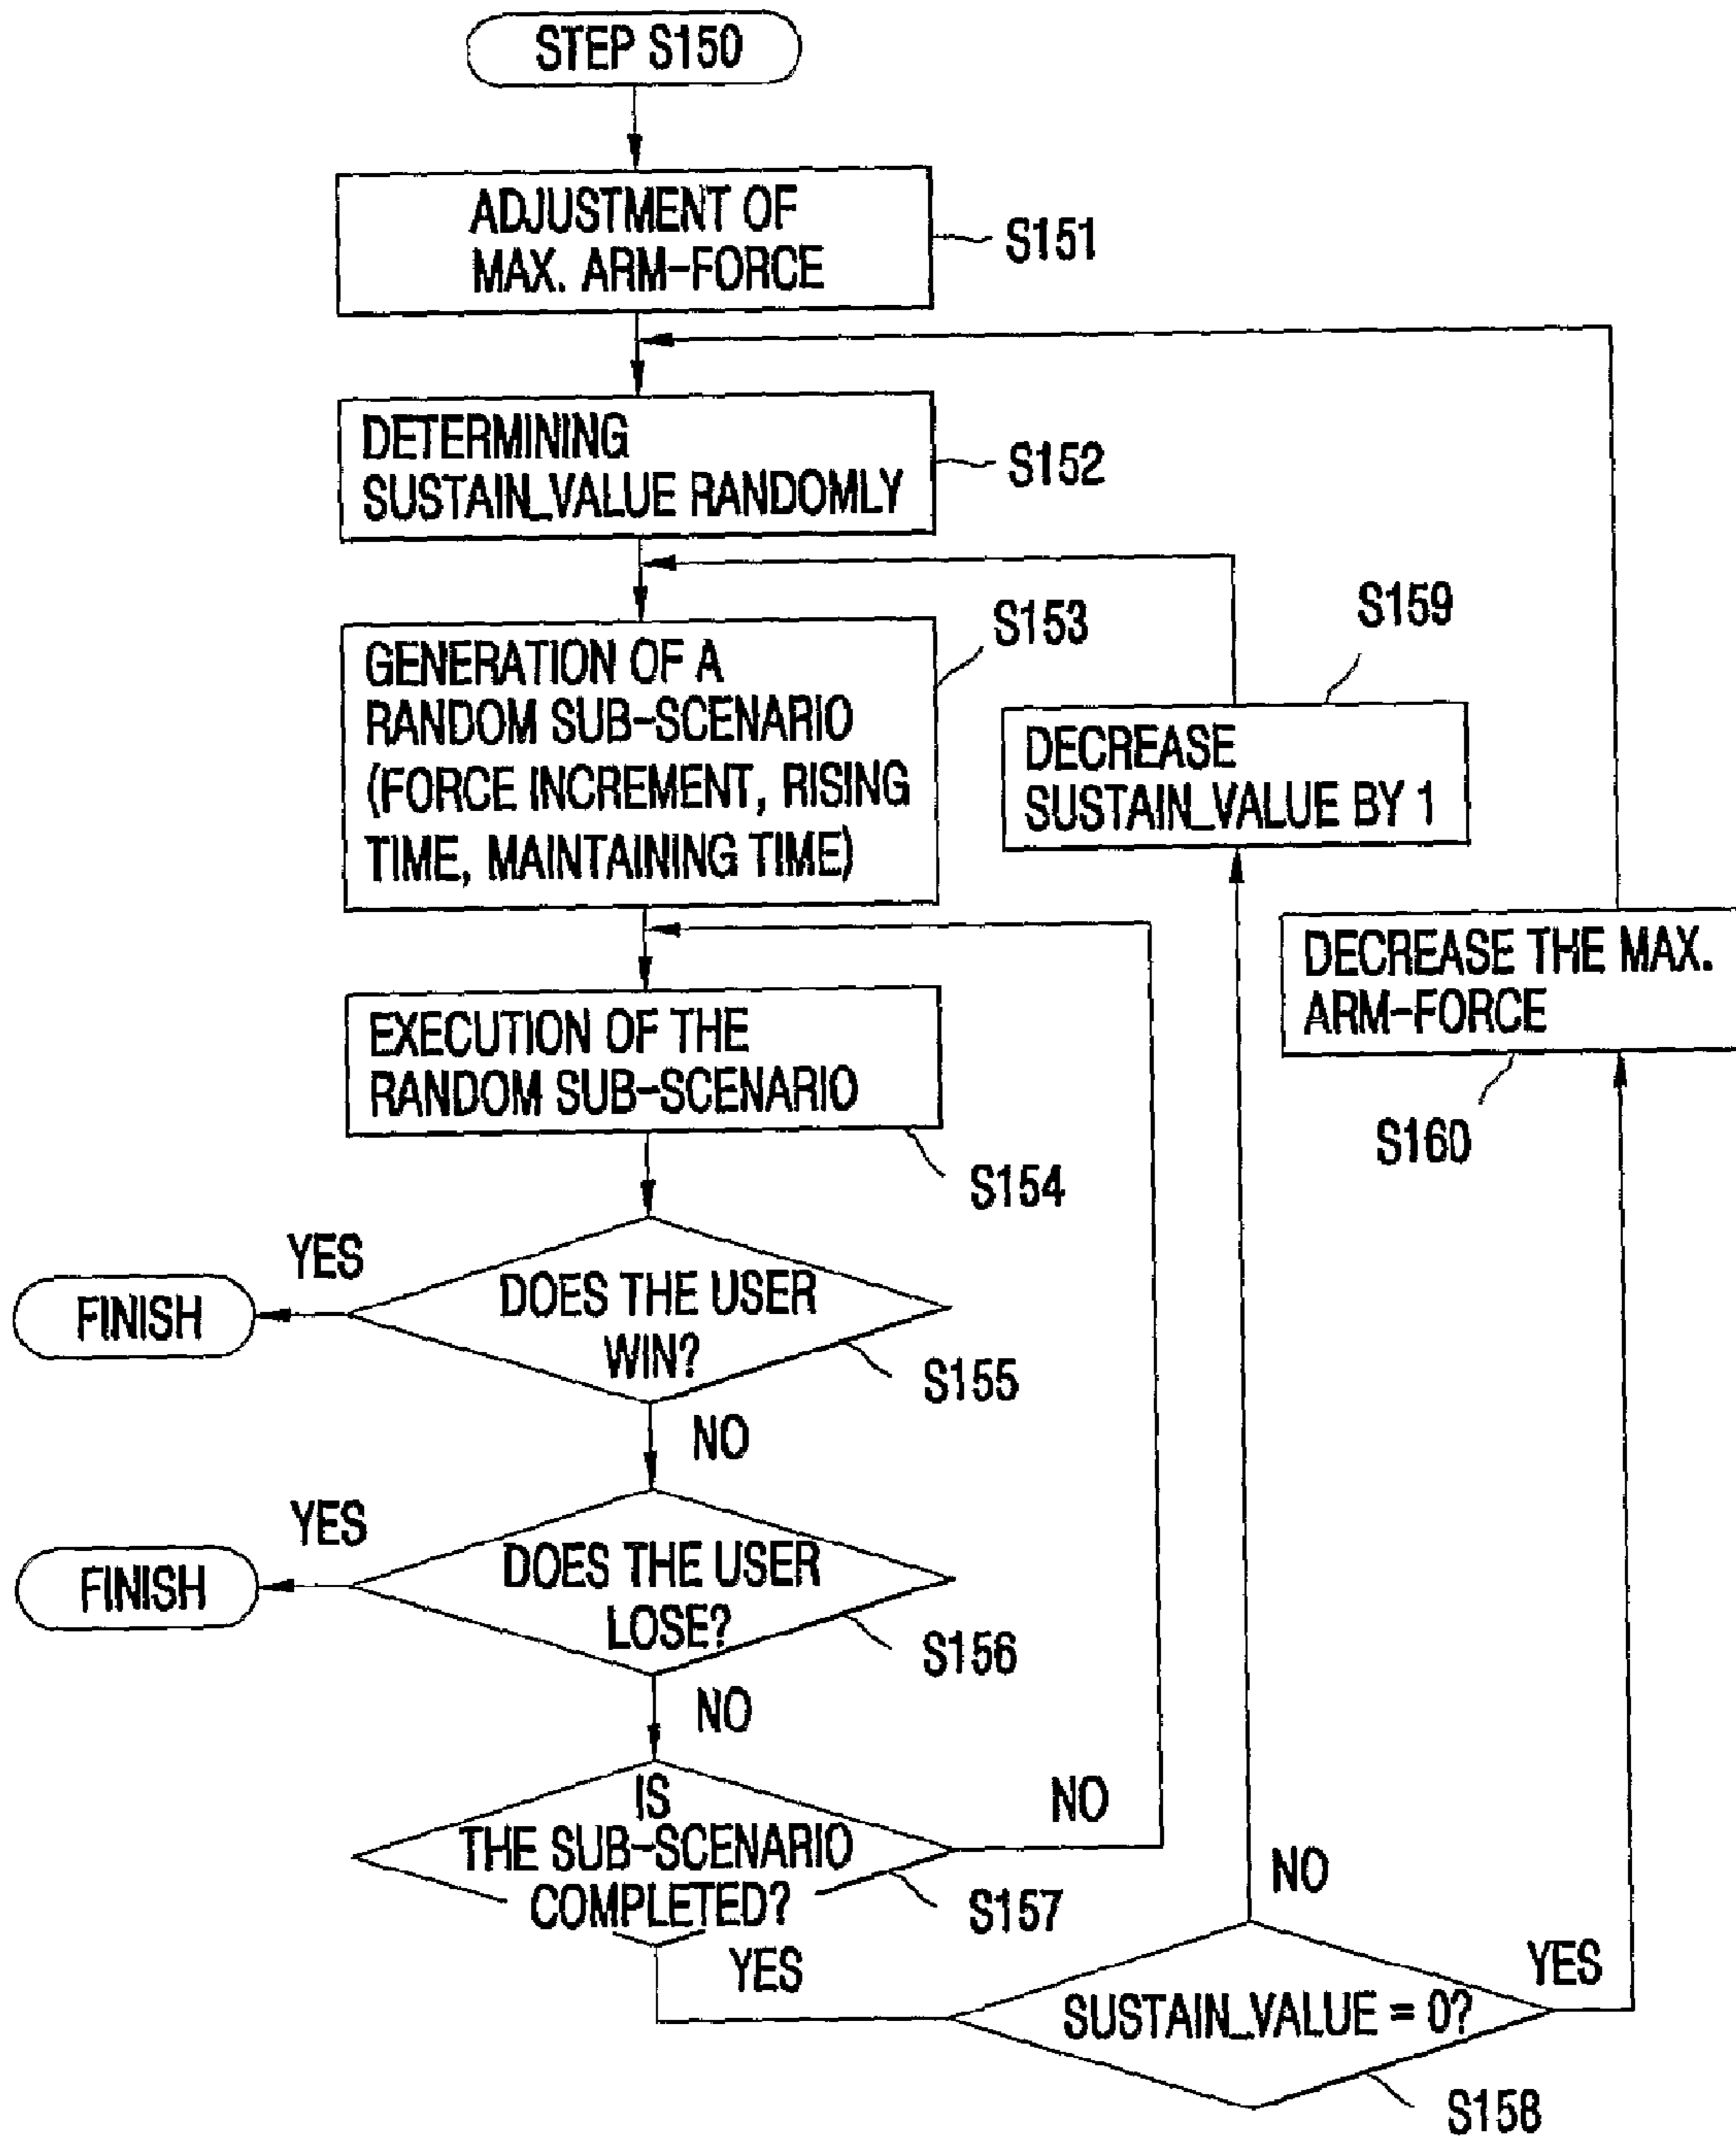 STEP S150
ADJUSTMENT OF
MAX. ARM-FORCE
S151
DETERMINING
SUSTAIN_VALUE RANDOMLY
S152
GENERATION OF A
RANDOM SUB-SCENARIO
(FORCE INCREMENT, RISING
TIME, MAINTAINING TIME)
S153
S159
DECREASE
SUSTAIN_VALUE BY 1
DECREASE THE MAX.
ARM-FORCE
S160
EXECUTION OF THE
RANDOM SUB-SCENARIO
S154
YES
FINISH
DOES THE USER
WIN?
S155
NO
YES
FINISH
DOES THE USER
LOSE?
S156
NO
IS
THE SUB-SCENARIO
COMPLETED?
NO
S157
YES
NO
YES
SUSTAIN_VALUE = 0?
S158